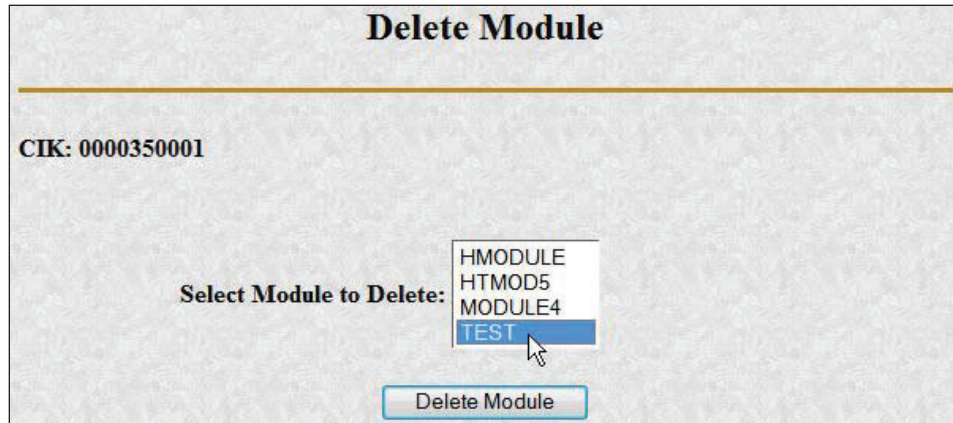 Delete Module
CIK: 0000350001
HMODULE
HTMOD5
Select Module to Delete:
MODULE4
TEST
Delete Module